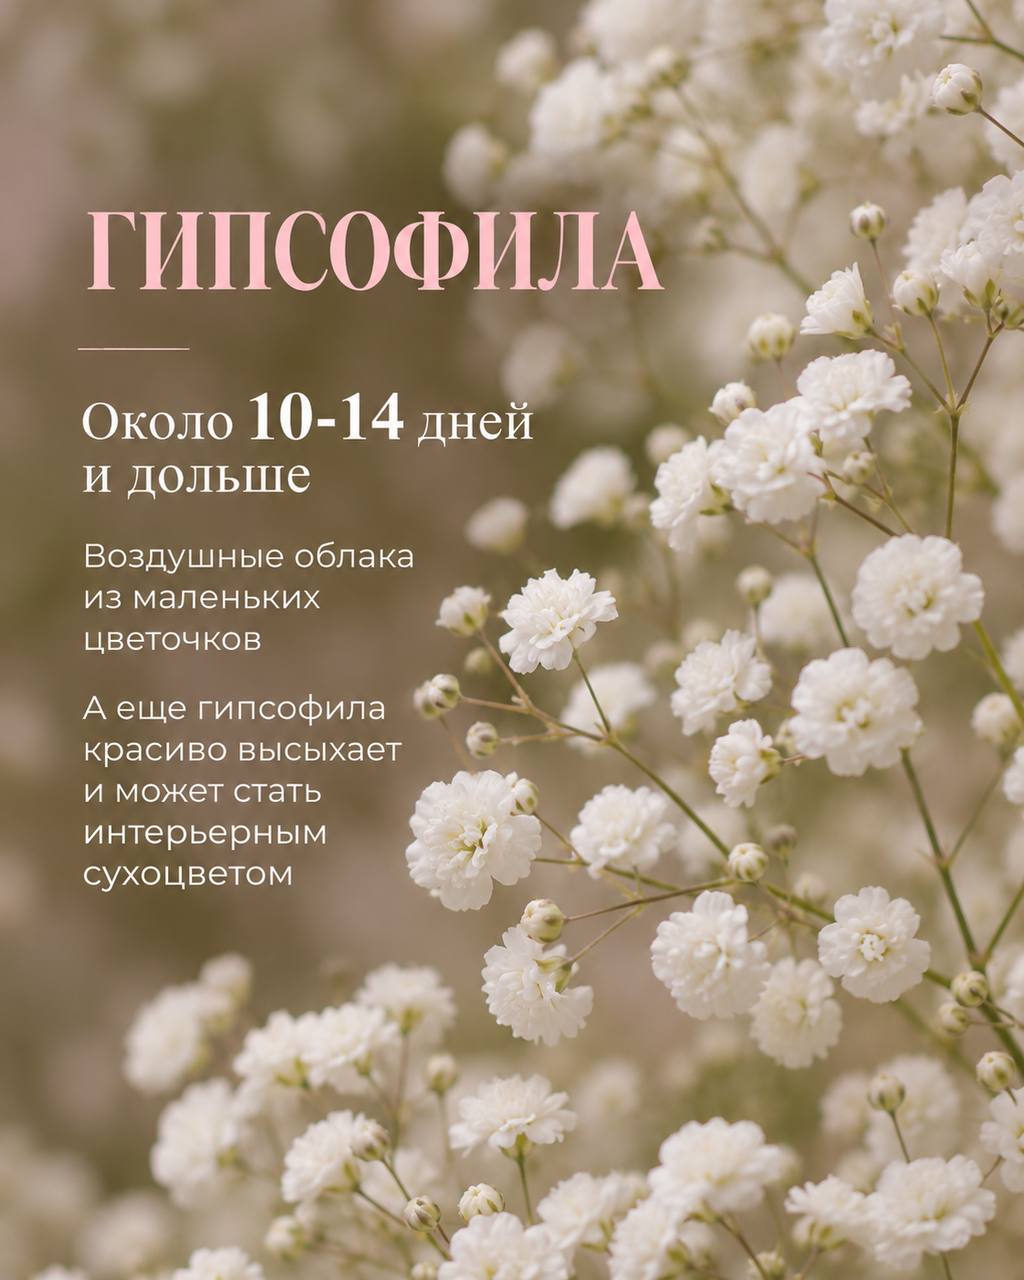 ГИПСОФИЛА
Около 10-14 дней
и дольше
Воздушные облака
из маленьких
цветочков
А еще гипсофила
красиво высыхает
и может стать
интерьерным
сухоцветом